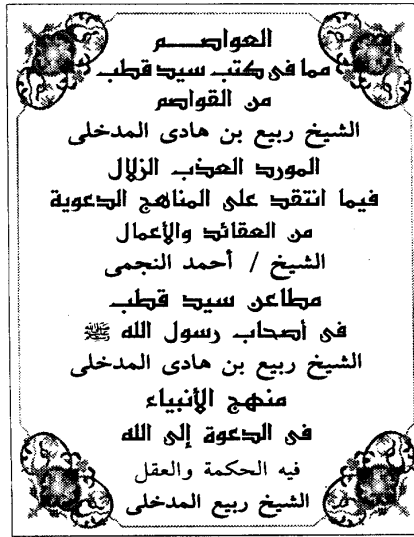 العواصم
مما فى كتب سيد قطب
من القواصم
الشيخ ربيع بن هادى المدخلى
المورد العذب الزلال
فيما انتقد على المناهج الدعوية
من العقائد والأعمال
الشيخ / أحمد النجمى
مطاعن سيد قطب
فى أصحاب رسول الله ﷺ
الشيخ ربيع بن هادى المدخلى
منهج الأنبياء
فى الدعوة إلى الله
فيه الحكمة والعقل
الشيخ ربيع المدخلى